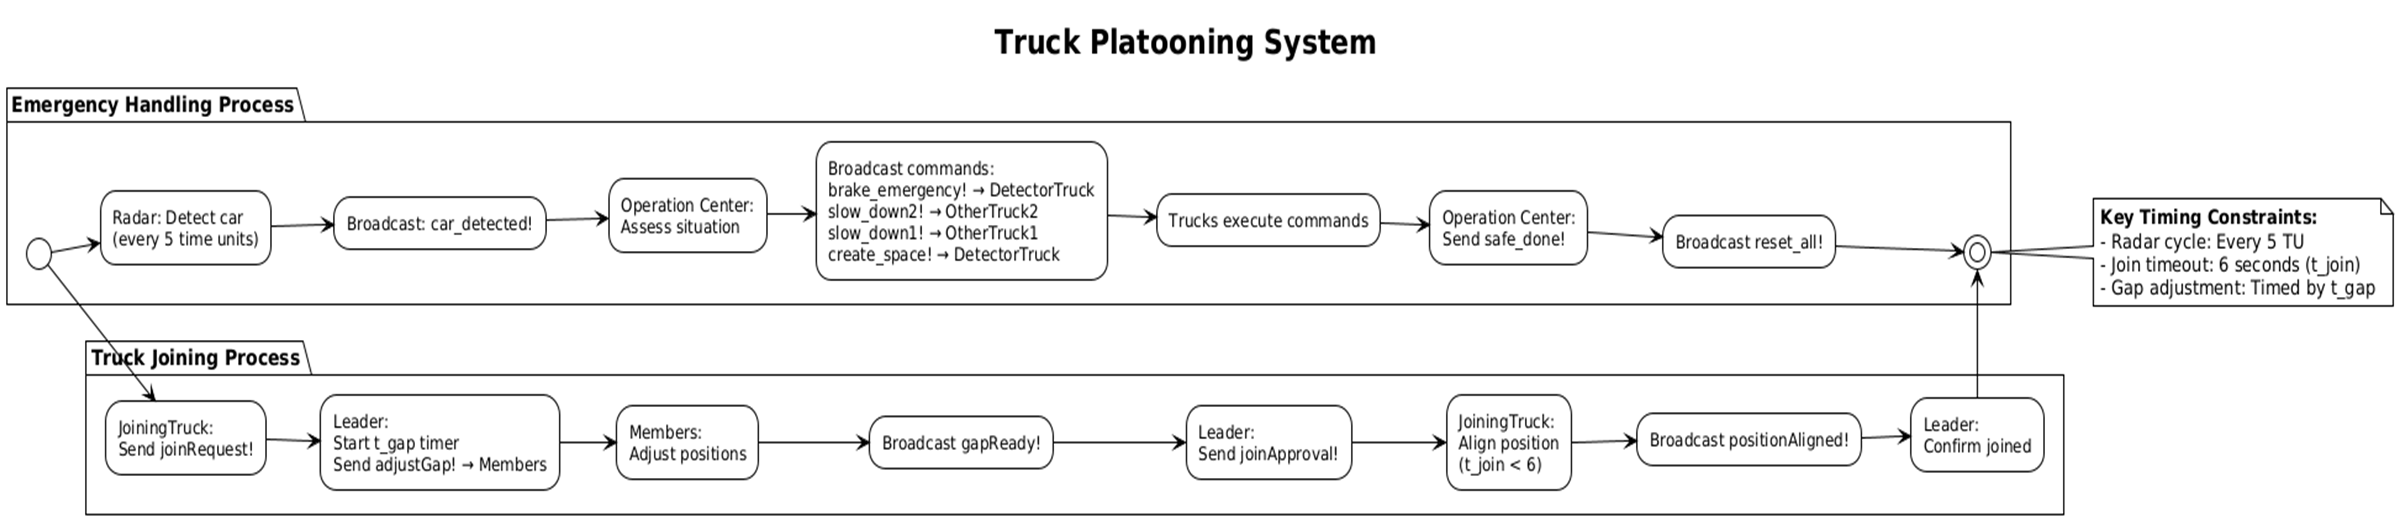 Truck Platooning System
Emergency Handling Process
Radar: Detect car
(every 5 time units)
Broadcast: car_detected!
Operation Center:
Assess situation
Broadcast commands:
brake_emergency! → DetectorTruck
slow_down2! → OtherTruck2
slow_down1! → OtherTruck1
create_space! → DetectorTruck
Trucks execute commands
Operation Center:
Send safe_done!
Broadcast reset_all!
Key Timing Constraints:
- Radar cycle: Every 5 TU
- Join timeout: 6 seconds (t_join)
- Gap adjustment: Timed by t_gap
Truck Joining Process
JoiningTruck:
Send joinRequest!
Leader:
Start t_gap timer
Send adjustGap! → Members
Members:
Adjust positions
Broadcast gapReady!
Leader:
Send joinApproval!
JoiningTruck:
Align position
(t_join < 6)
Broadcast positionAligned!
Leader:
Confirm joined